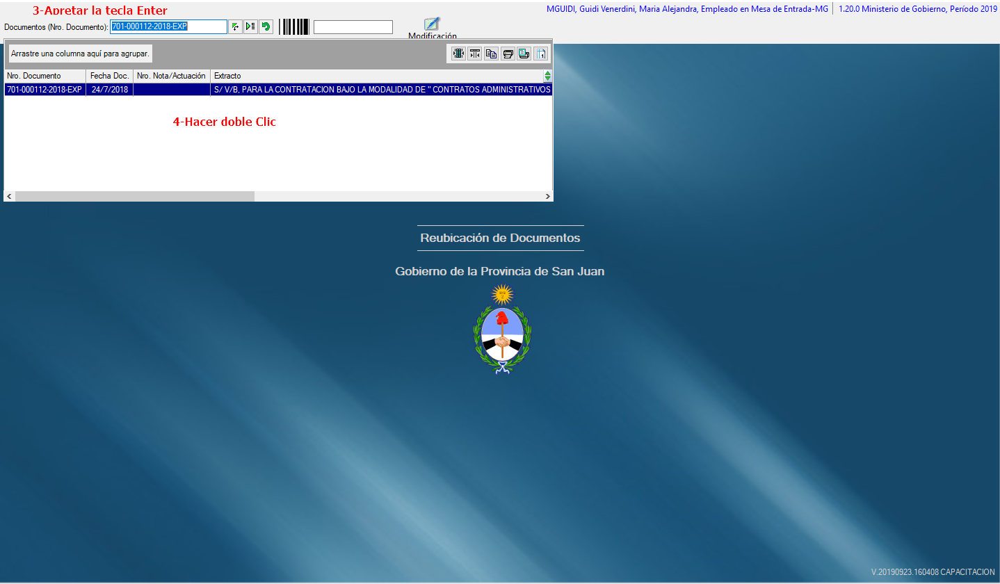 3-Apretar la tecla Enter
MGUIDI, Guidi Venerdini, Maria Alejandra, Empleado en Mesa de Entrada-MG
1.20.0 Ministerio de Gobierno, Período 2019
Documentos (Nro. Documento): 701-000112-2018-EXP
Modificación
Arrastre una columna aquí para agrupar.
Nro. Documento Fecha Doc. Nro. Nota/Actuación Extracto
701-000112-2018-EXP 24/7/2018 S/ V/B, PARA LA CONTRATACION BAJO LA MODALIDAD DE " CONTRATOS ADMINISTRATIVOS
4-Hacer doble Clic
Reubicación de Documentos
Gobierno de la Provincia de San Juan
V.20190923.160408 CAPACITACION